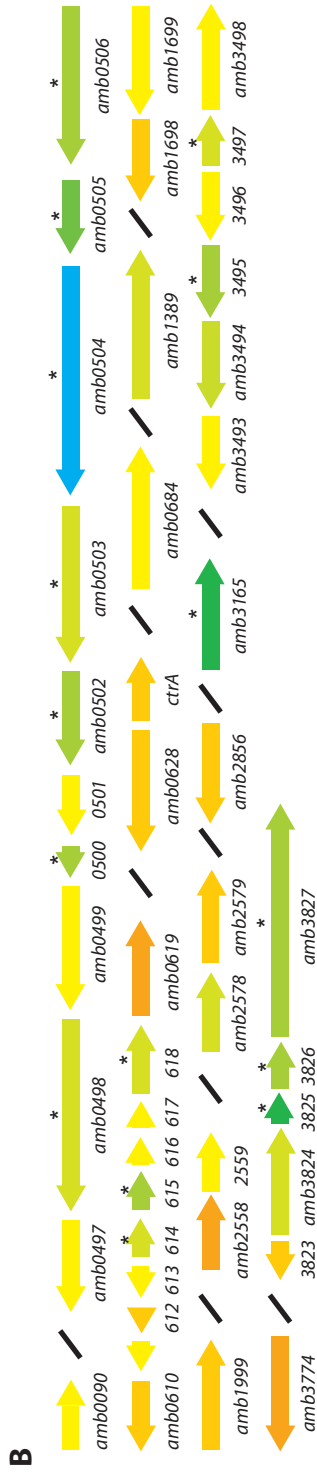 B
* * * * * * *
amb0090 amb0497 amb0498 amb0499 0500 0501 amb0502 amb0503 amb0504 amb0505 amb0506
* * *
amb0610 612 613 614 615 616 617 618 amb0619 amb0628 ctrA amb0684 amb1389 amb1698 amb1699
* * *
amb1999 amb2558 2559 amb2578 amb2579 amb2856 amb3165 amb3493 amb3494 3495 3496 3497 amb3498
* * *
amb3774 3823 amb3824 3825 3826 amb3827